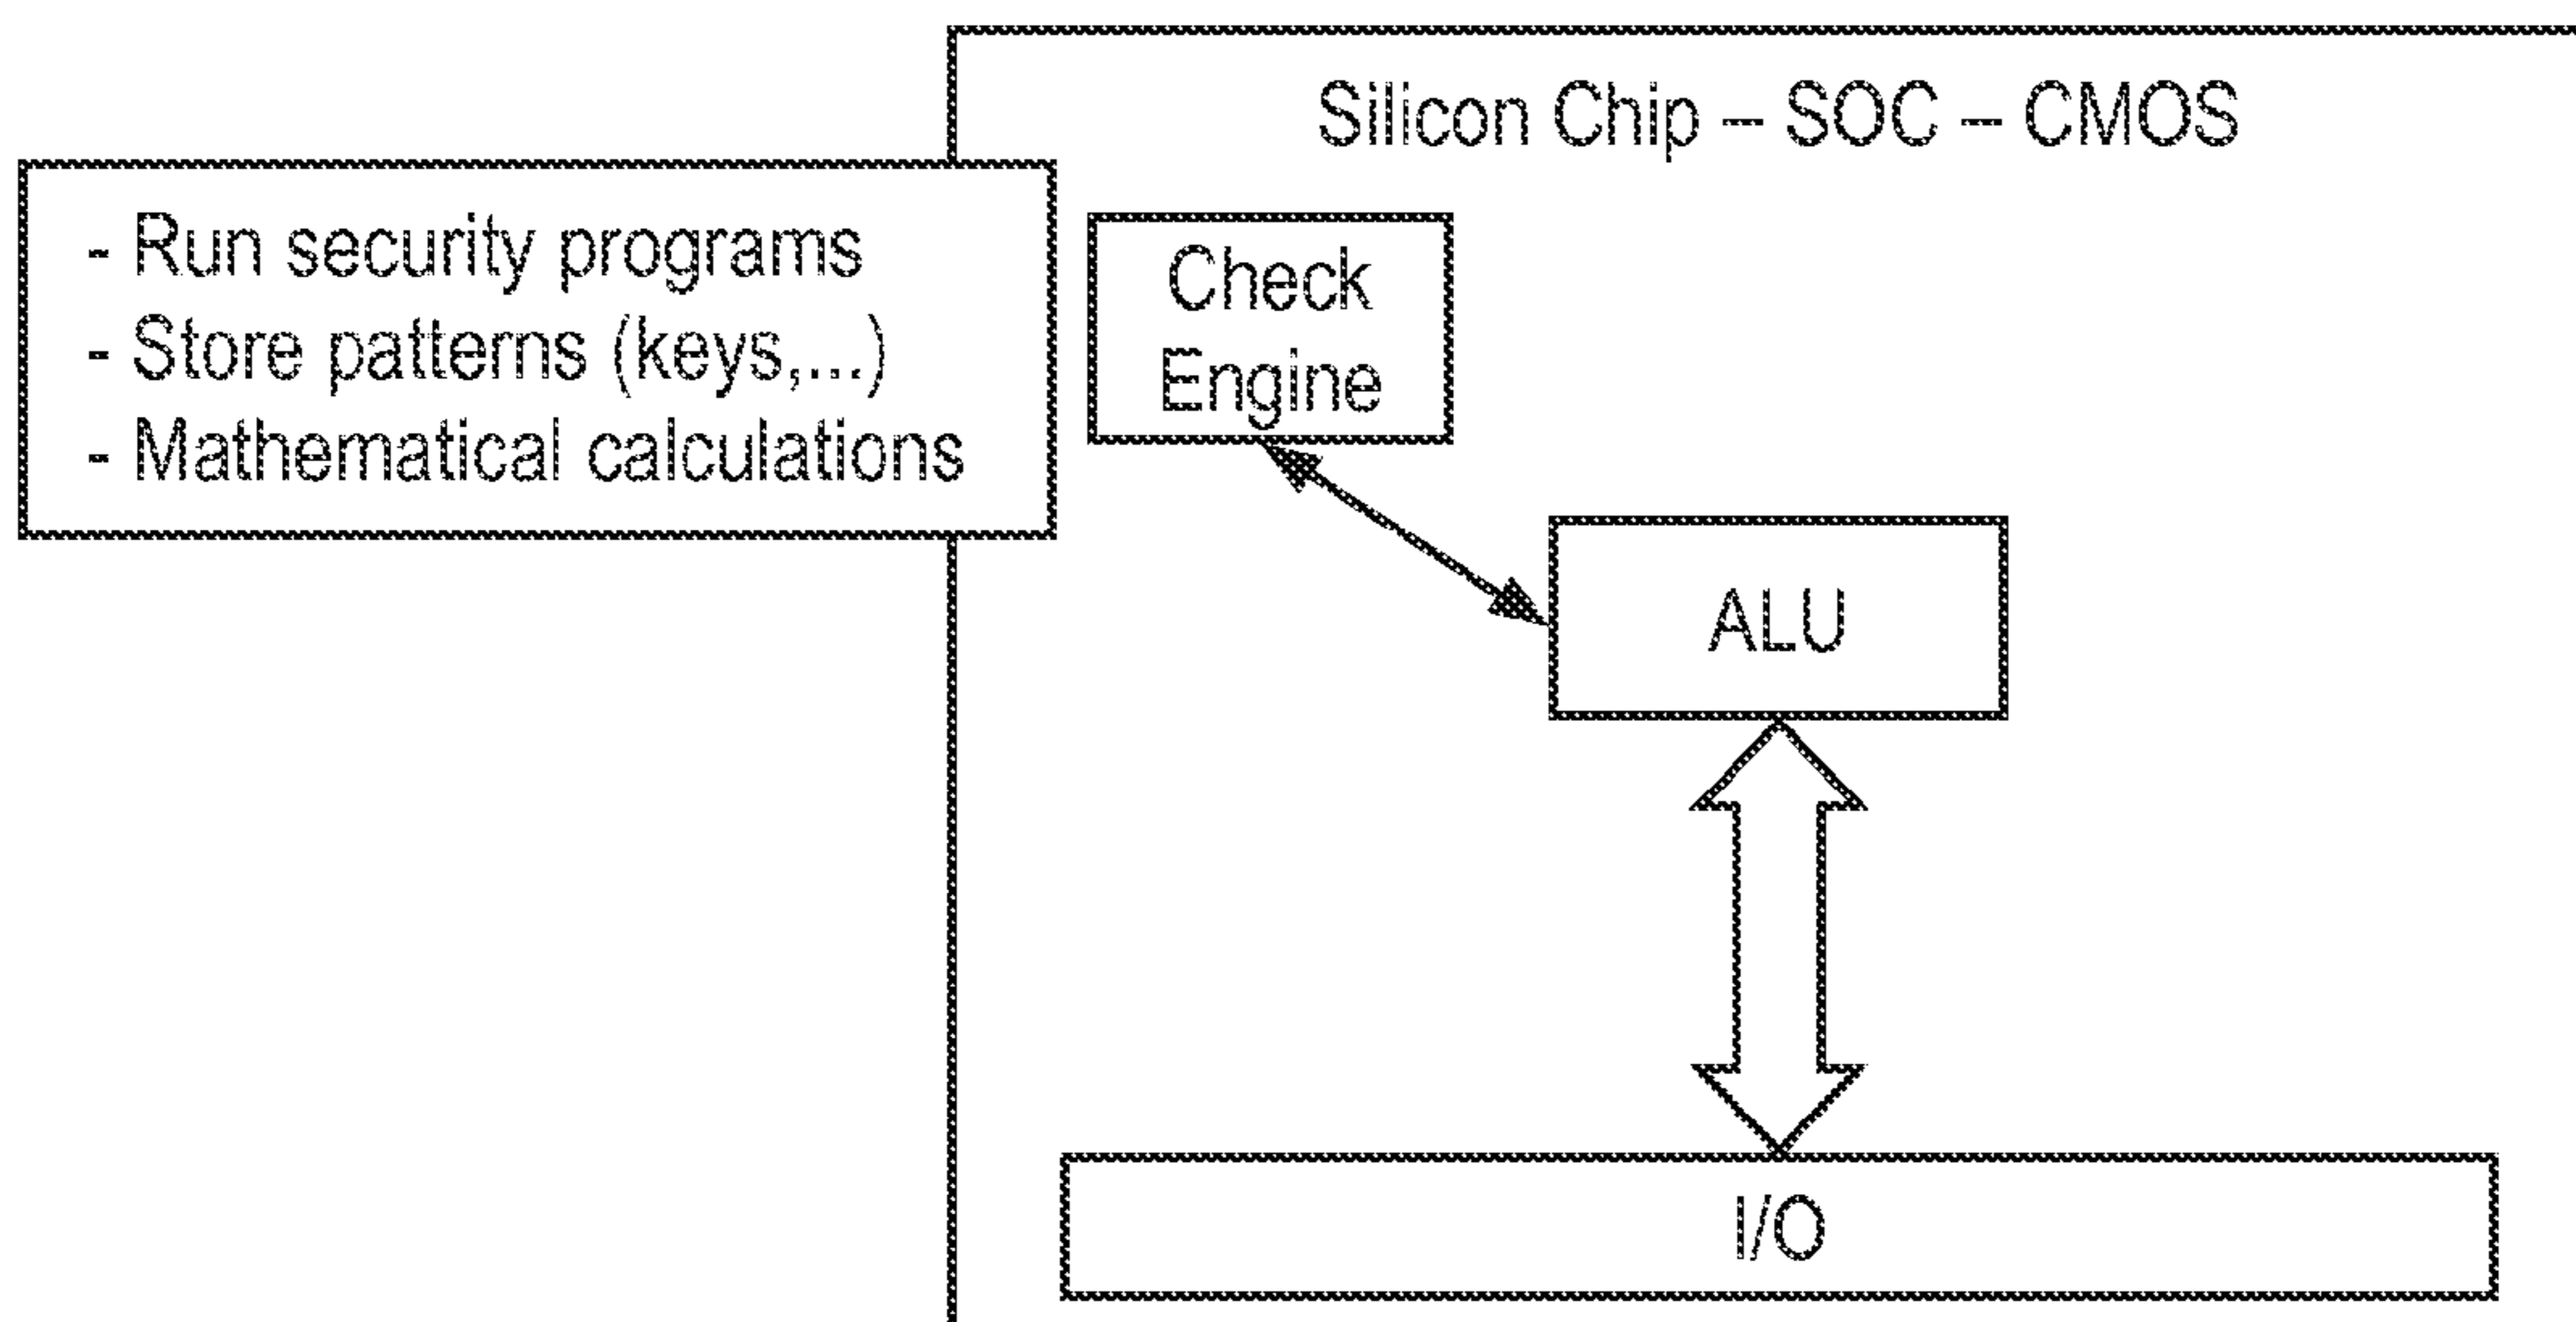 Silicon Chip – SOC – CMOS
- Run security programs
- Store patterns (keys,...)
- Mathematical calculations
Check
Engine
ALU
I/O